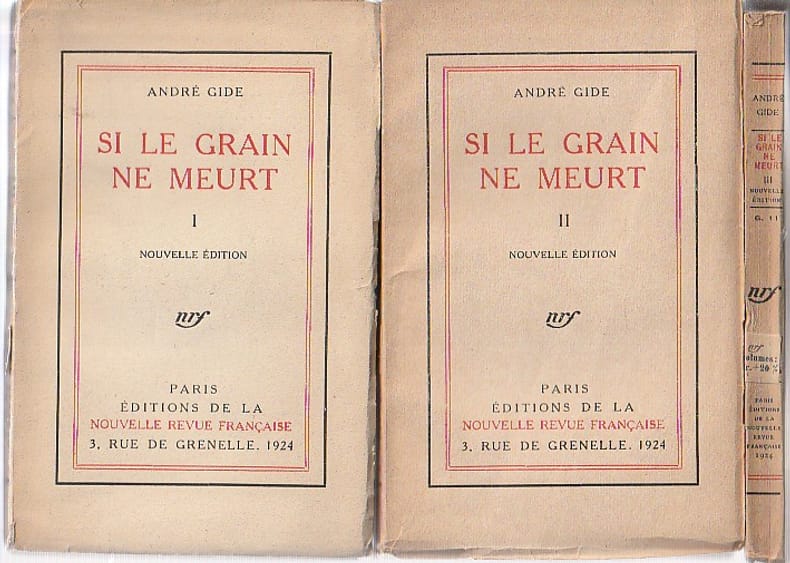 ANDRÉ GIDE
SI LE GRAIN
NE MEURT
I
NOUVELLE ÉDITION
nrf
PARIS
ÉDITIONS DE LA
NOUVELLE REVUE FRANÇAISE
3, RUE DE GRENELLE. 1924
ANDRÉ GIDE
SI LE GRAIN
NE MEURT
II
NOUVELLE ÉDITION
nrf
PARIS
ÉDITIONS DE LA
NOUVELLE REVUE FRANÇAISE
3, RUE DE GRENELLE. 1924
ANDRÉ
GIDE
SI LE
GRAIN
NE
MEURT
III
NOUVELLE
ÉDITION
nrf
nrf
olumes:
PARIS
ÉDITIONS
DE LA
NOUVELLE
REVUE
FRANÇAISE
1924